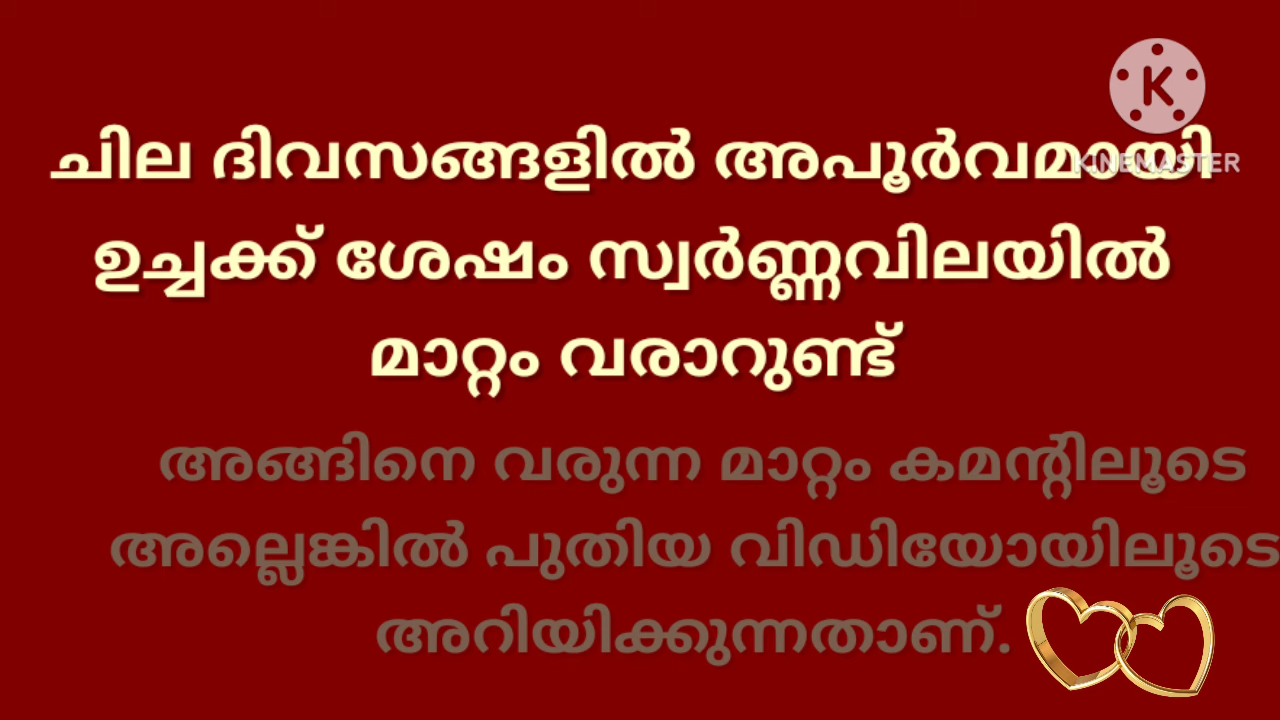 K
KINEMASTER
ചില ദിവസങ്ങളിൽ അപൂർവമായി
ഉച്ചക്ക് ശേഷം സ്വർണ്ണവിലയിൽ
മാറ്റം വരാറുണ്ട്
അങ്ങിനെ വരുന്ന മാറ്റം കമന്റിലൂടെ
അല്ലെങ്കിൽ പുതിയ വിഡിയോയിലൂടെ
അറിയിക്കുന്നതാണ്.